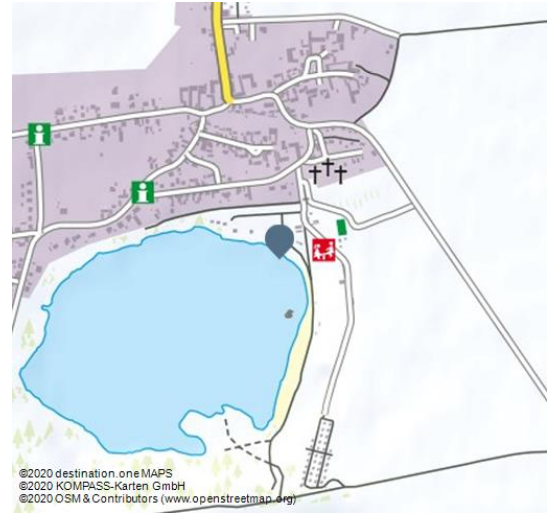 ©2020 destination.one MAPS
©2020 KOMPASS-Karten GmbH
©2020 OSM & Contributors (www.openstreetmap.org)